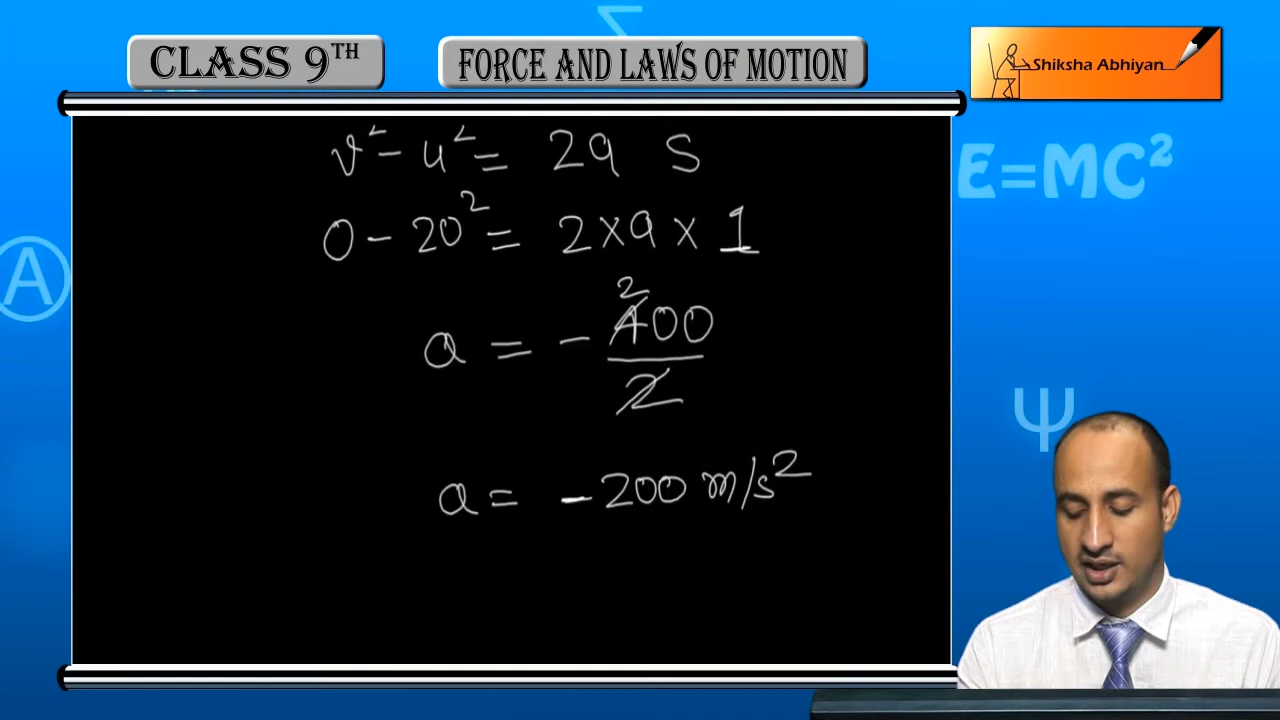 CLASS 9TH
FORCE AND LAWS OF MOTION
Shiksha Abhiyan
v² - u² = 2a s
0 - 20² = 2 × a × 1
a = - 2 400 / 2
a = - 200 m/s²
E=MC²
A
Ψ
Σ